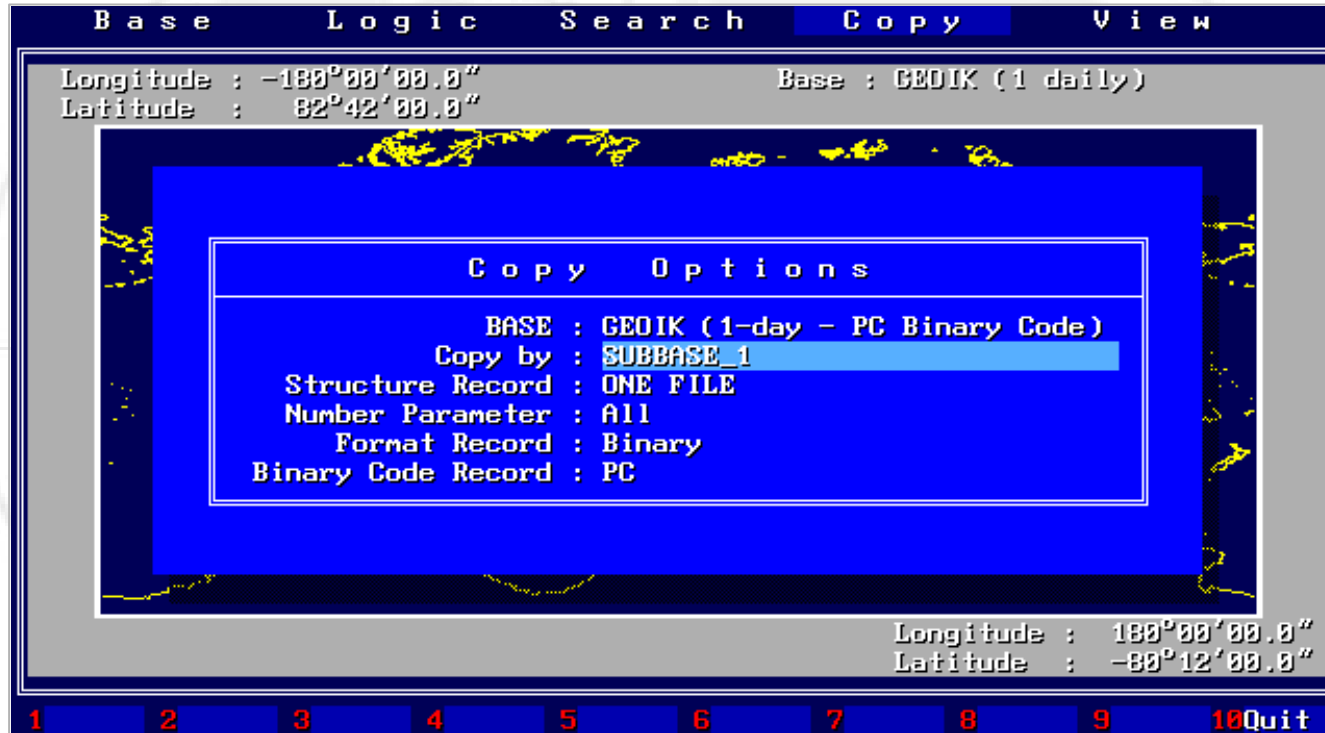 Base Logic Search Copy View
Longitude : -180°00'00.0" Base : GEOIK (1 daily)
Latitude : 82°42'00.0"
Copy Options
BASE : GEOIK (1-day - PC Binary Code)
Copy by : SUBBASE_1
Structure Record : ONE FILE
Number Parameter : All
Format Record : Binary
Binary Code Record : PC
Longitude : 180°00'00.0"
Latitude : -80°12'00.0"
1 2 3 4 5 6 7 8 9 10Quit